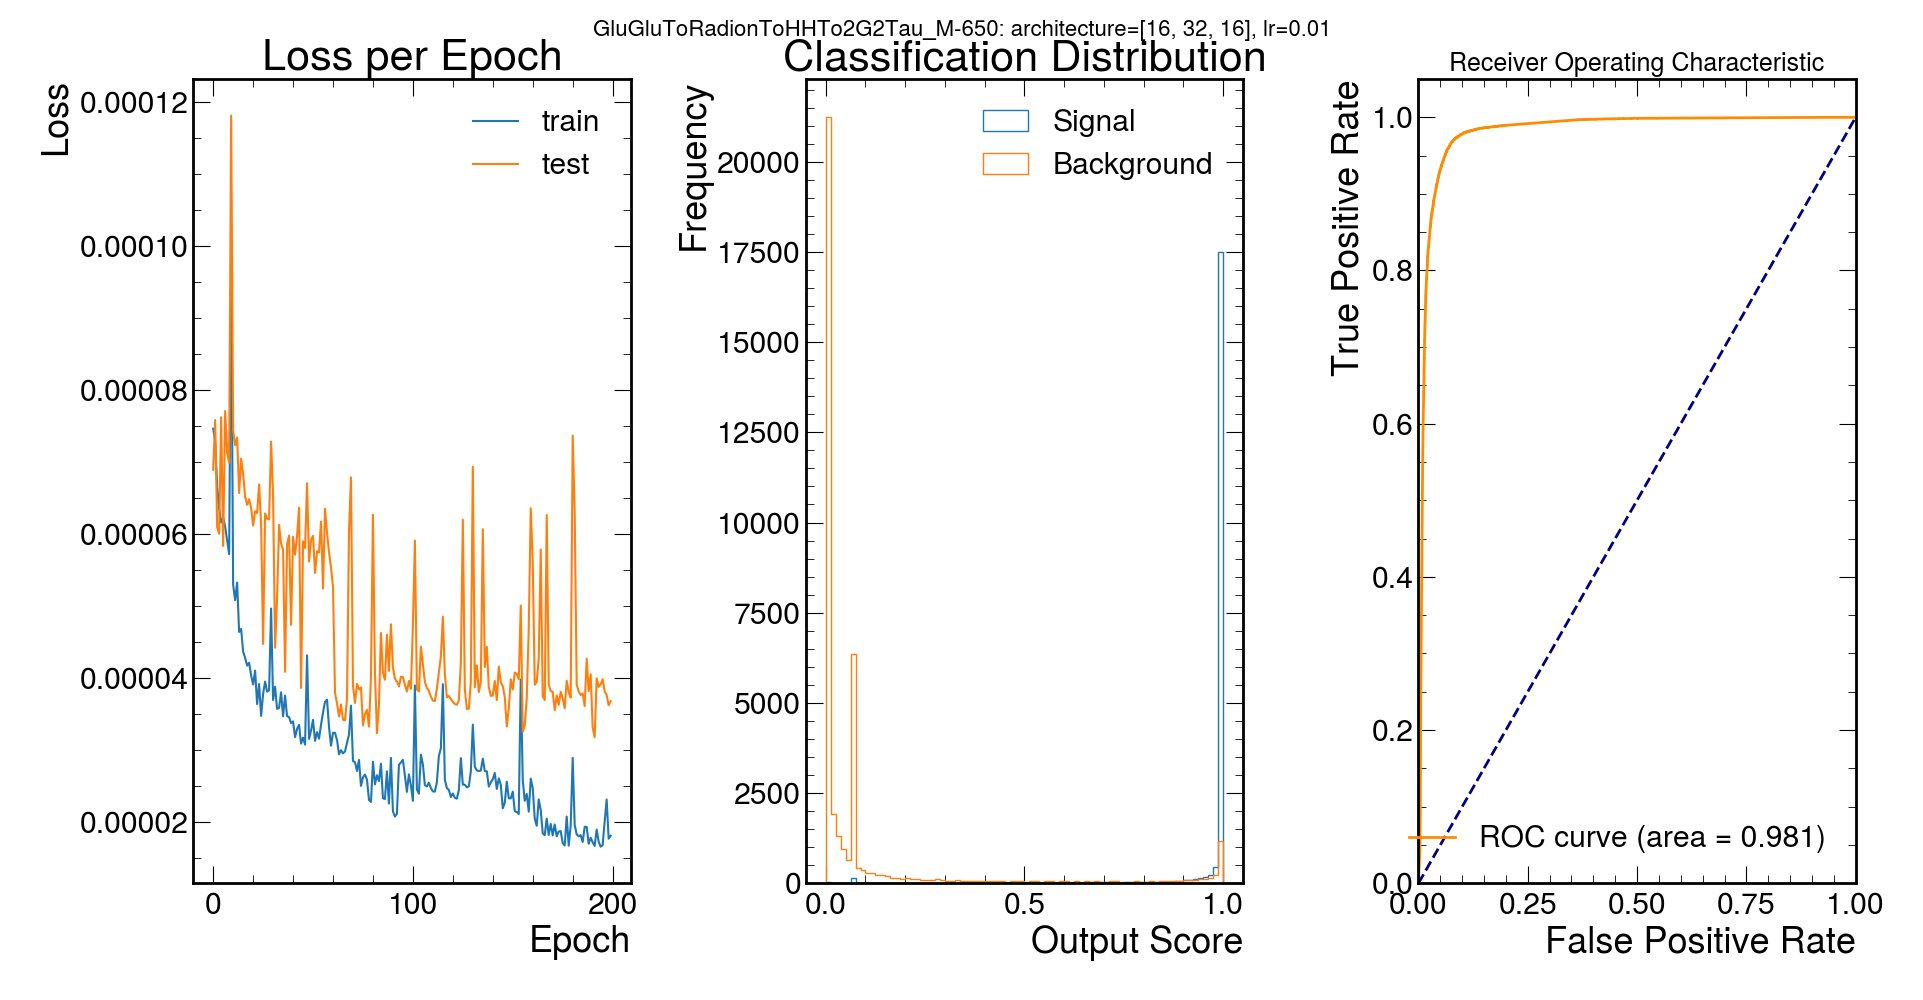 GluGluToRadionToHHTo2G2Tau_M-650: architecture=[16, 32, 16], lr=0.01
Loss per Epoch
Loss
0.00012
0.00010
0.00008
0.00006
0.00004
0.00002
train
test
0
100
200
Epoch
Classification Distribution
Frequency
20000
17500
15000
12500
10000
7500
5000
2500
0
Signal
Background
0.0
0.5
1.0
Output Score
Receiver Operating Characteristic
True Positive Rate
1.0
0.8
0.6
0.4
0.2
0.0
ROC curve (area = 0.981)
0.00
0.25
0.50
0.75
1.00
False Positive Rate